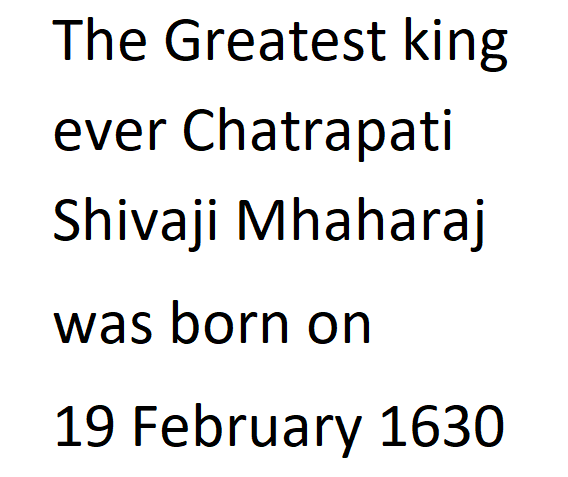 The Greatest king
ever Chatrapati
Shivaji Mhaharaj
was born on
19 February 1630